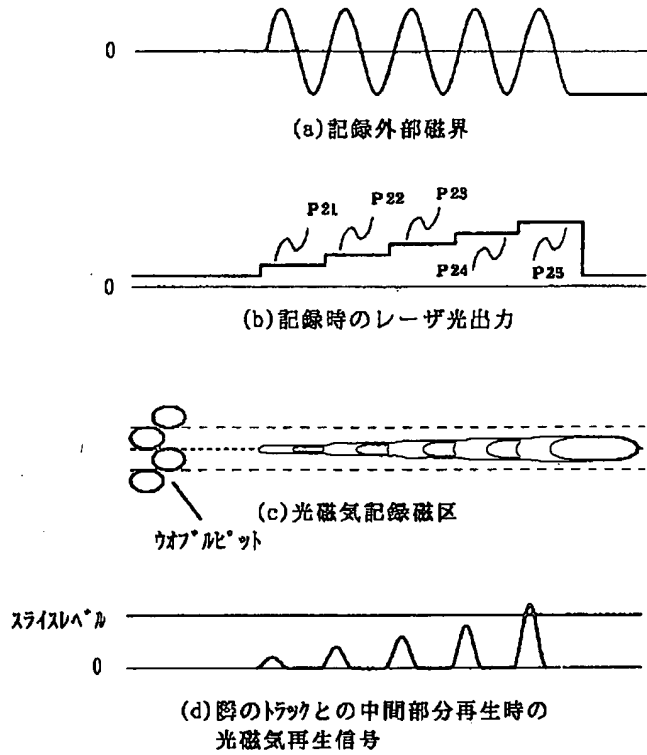 0
(a)記録外部磁界
P21
P22
P23
P24
P25
0
(b)記録時のレーザ光出力
(c)光磁気記録磁区
ウオブルピット
スライスレベル
0
(d)隣のトラックとの中間部分再生時の
光磁気再生信号